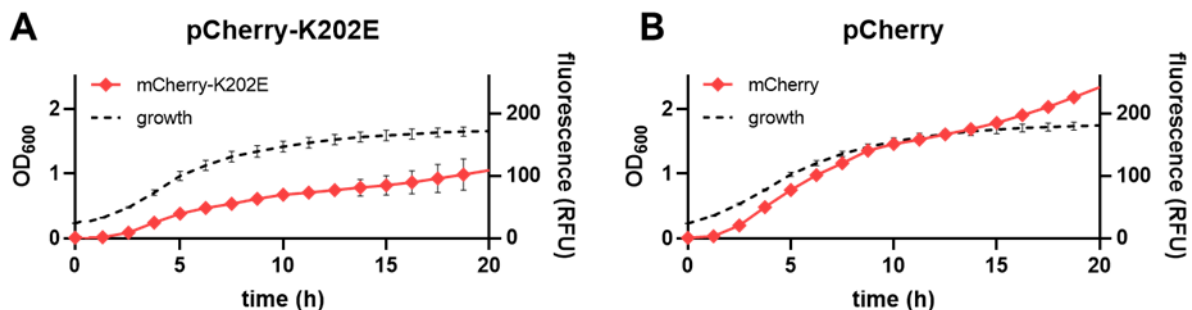 A
pCherry-K202E
mCherry-K202E
growth
OD600
2
1
0
fluorescence (RFU)
200
100
0
0
5
10
15
20
time (h)
B
pCherry
mCherry
growth
OD600
2
1
0
fluorescence (RFU)
200
100
0
0
5
10
15
20
time (h)